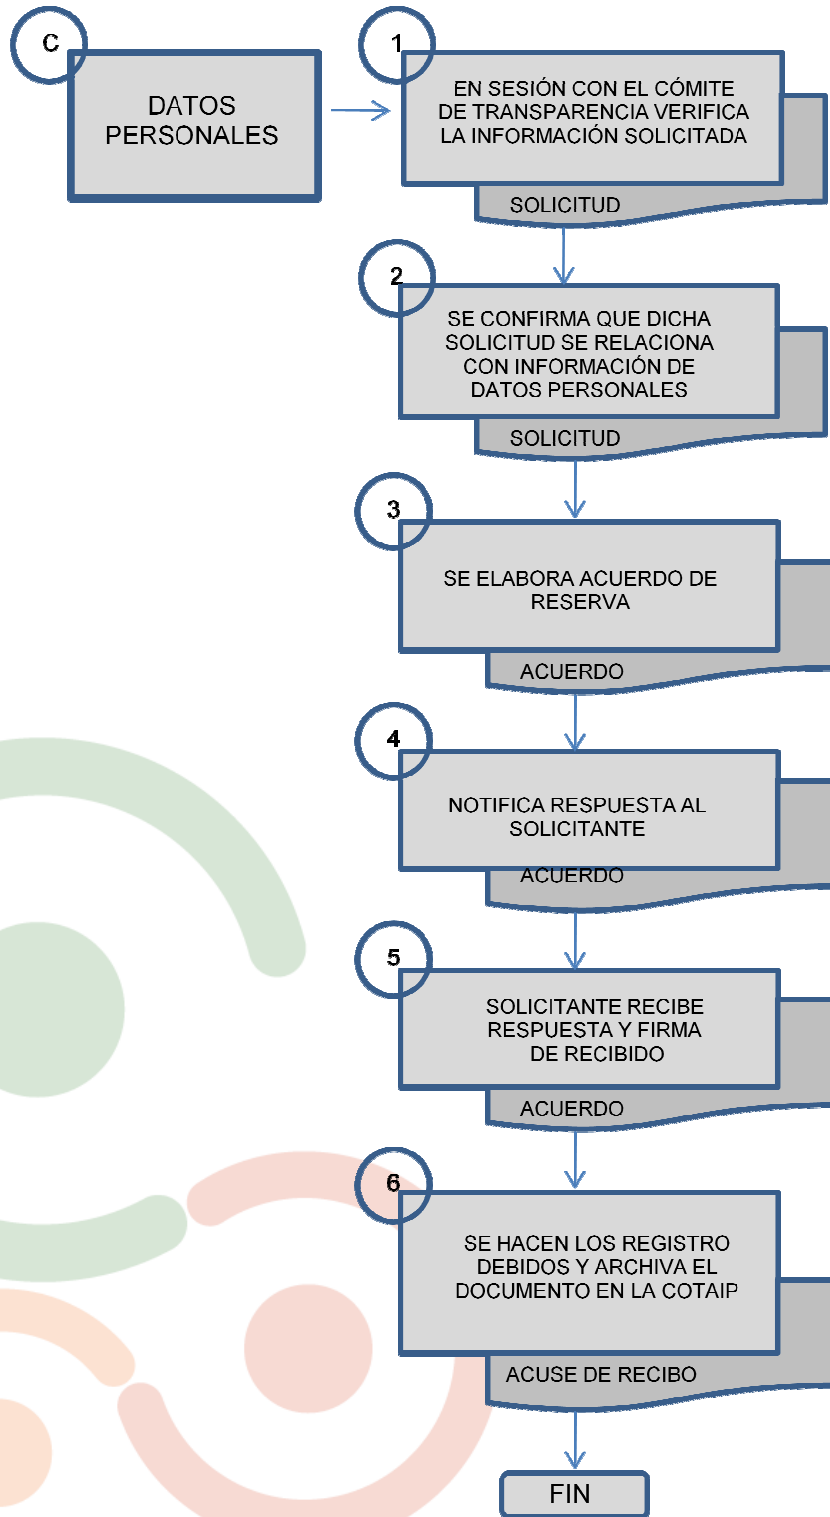 C
DATOS
PERSONALES
1
EN SESIÓN CON EL CÓMITE
DE TRANSPARENCIA VERIFICA
LA INFORMACIÓN SOLICITADA
SOLICITUD
2
SE CONFIRMA QUE DICHA
SOLICITUD SE RELACIONA
CON INFORMACIÓN DE
DATOS PERSONALES
SOLICITUD
3
SE ELABORA ACUERDO DE
RESERVA
ACUERDO
4
NOTIFICA RESPUESTA AL
SOLICITANTE
ACUERDO
5
SOLICITANTE RECIBE
RESPUESTA Y FIRMA
DE RECIBIDO
ACUERDO
6
SE HACEN LOS REGISTRO
DEBIDOS Y ARCHIVA EL
DOCUMENTO EN LA COTAIP
ACUSE DE RECIBO
FIN